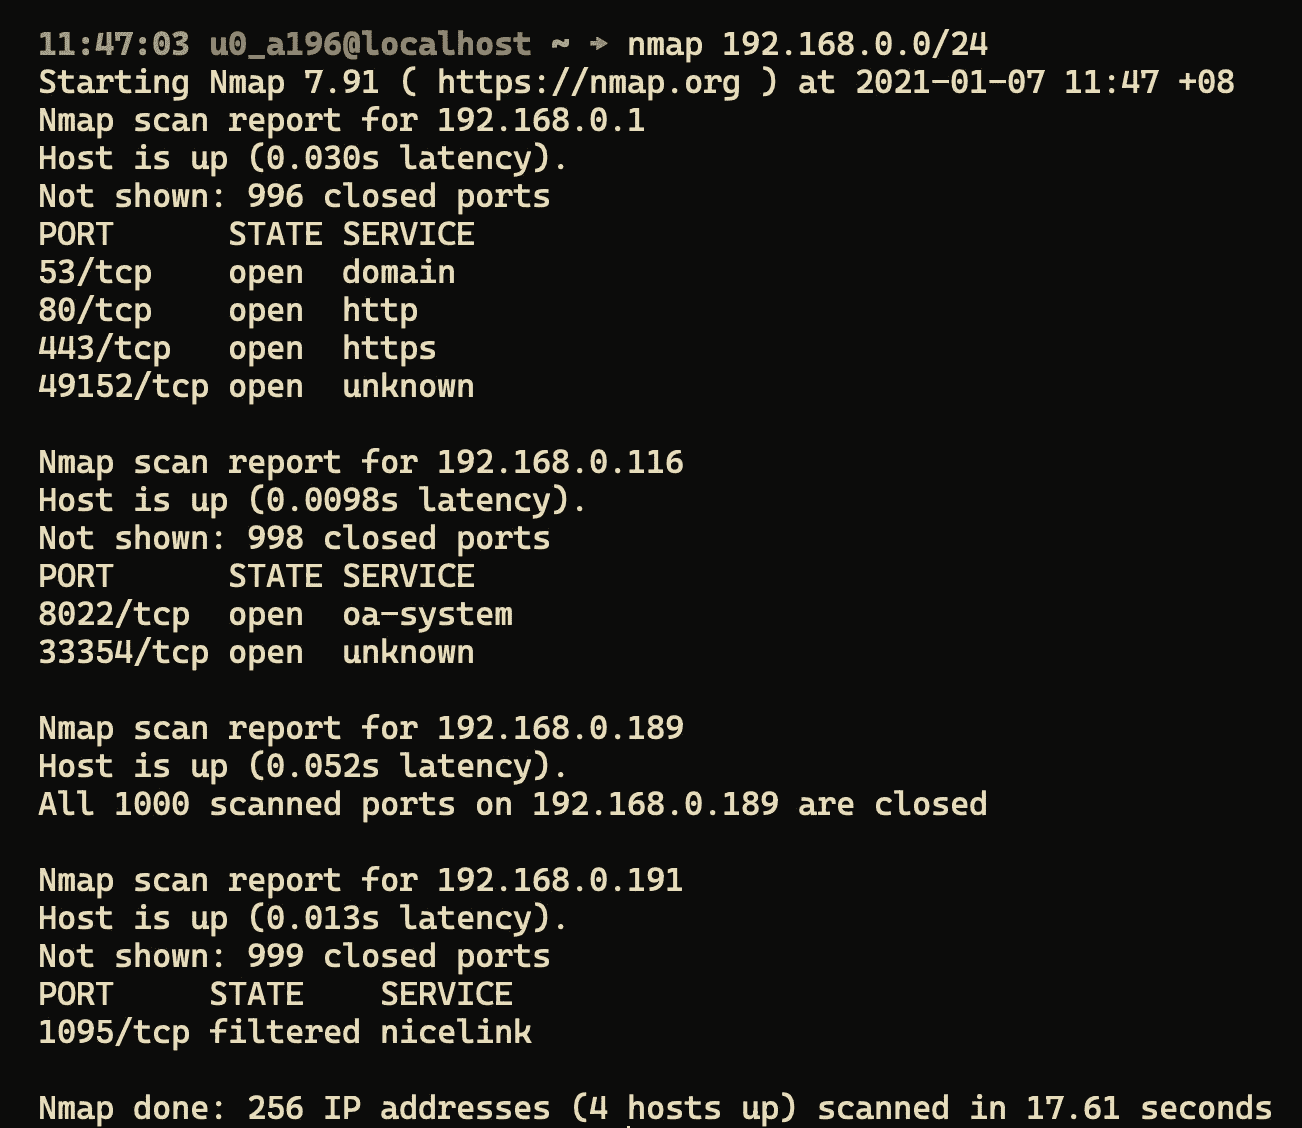 11:47:03 u0_a196@localhost ~ → nmap 192.168.0.0/24
Starting Nmap 7.91 ( https://nmap.org ) at 2021-01-07 11:47 +08
Nmap scan report for 192.168.0.1
Host is up (0.030s latency).
Not shown: 996 closed ports
PORT      STATE SERVICE
53/tcp    open  domain
80/tcp    open  http
443/tcp   open  https
49152/tcp open  unknown

Nmap scan report for 192.168.0.116
Host is up (0.0098s latency).
Not shown: 998 closed ports
PORT      STATE SERVICE
8022/tcp  open  oa-system
33354/tcp open  unknown

Nmap scan report for 192.168.0.189
Host is up (0.052s latency).
All 1000 scanned ports on 192.168.0.189 are closed

Nmap scan report for 192.168.0.191
Host is up (0.013s latency).
Not shown: 999 closed ports
PORT     STATE    SERVICE
1095/tcp filtered nicelink

Nmap done: 256 IP addresses (4 hosts up) scanned in 17.61 seconds